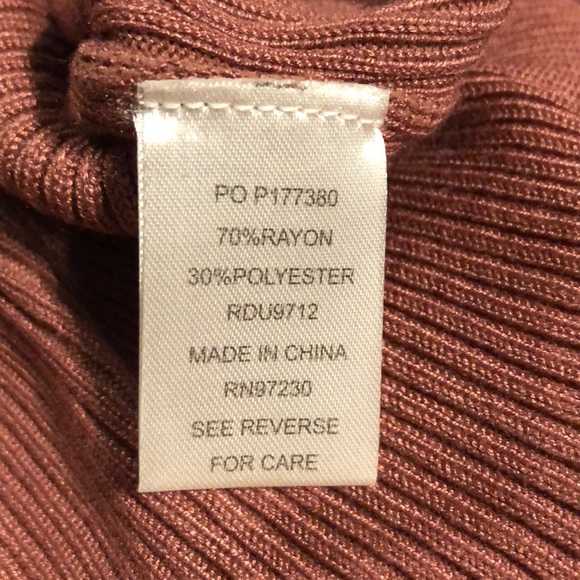 PO P177380
70%RAYON
30%POLYESTER
RDU9712
MADE IN CHINA
RN97230
SEE REVERSE
FOR CARE